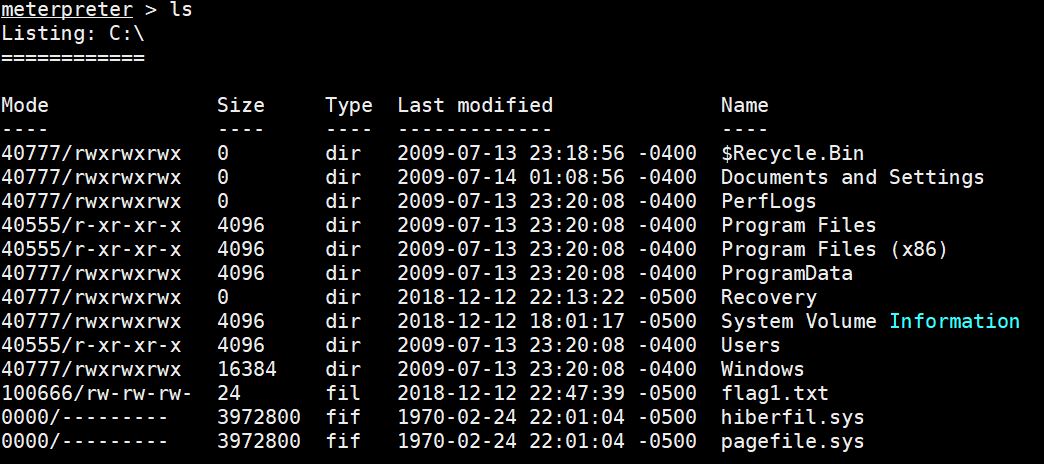 meterpreter > ls
Listing: C:\
============
Mode              Size     Type  Last modified              Name
----              ----     ----  -------------              ----
40777/rwxrwxrwx   0        dir   2009-07-13 23:18:56 -0400  $Recycle.Bin
40777/rwxrwxrwx   0        dir   2009-07-14 01:08:56 -0400  Documents and Settings
40777/rwxrwxrwx   0        dir   2009-07-13 23:20:08 -0400  PerfLogs
40555/r-xr-xr-x   4096     dir   2009-07-13 23:20:08 -0400  Program Files
40555/r-xr-xr-x   4096     dir   2009-07-13 23:20:08 -0400  Program Files (x86)
40777/rwxrwxrwx   4096     dir   2009-07-13 23:20:08 -0400  ProgramData
40777/rwxrwxrwx   0        dir   2018-12-12 22:13:22 -0500  Recovery
40777/rwxrwxrwx   4096     dir   2018-12-12 18:01:17 -0500  System Volume Information
40555/r-xr-xr-x   4096     dir   2009-07-13 23:20:08 -0400  Users
40777/rwxrwxrwx   16384    dir   2009-07-13 23:20:08 -0400  Windows
100666/rw-rw-rw-  24       fil   2018-12-12 22:47:39 -0500  flag1.txt
0000/---------    3972800  fif   1970-02-24 22:01:04 -0500  hiberfil.sys
0000/---------    3972800  fif   1970-02-24 22:01:04 -0500  pagefile.sys